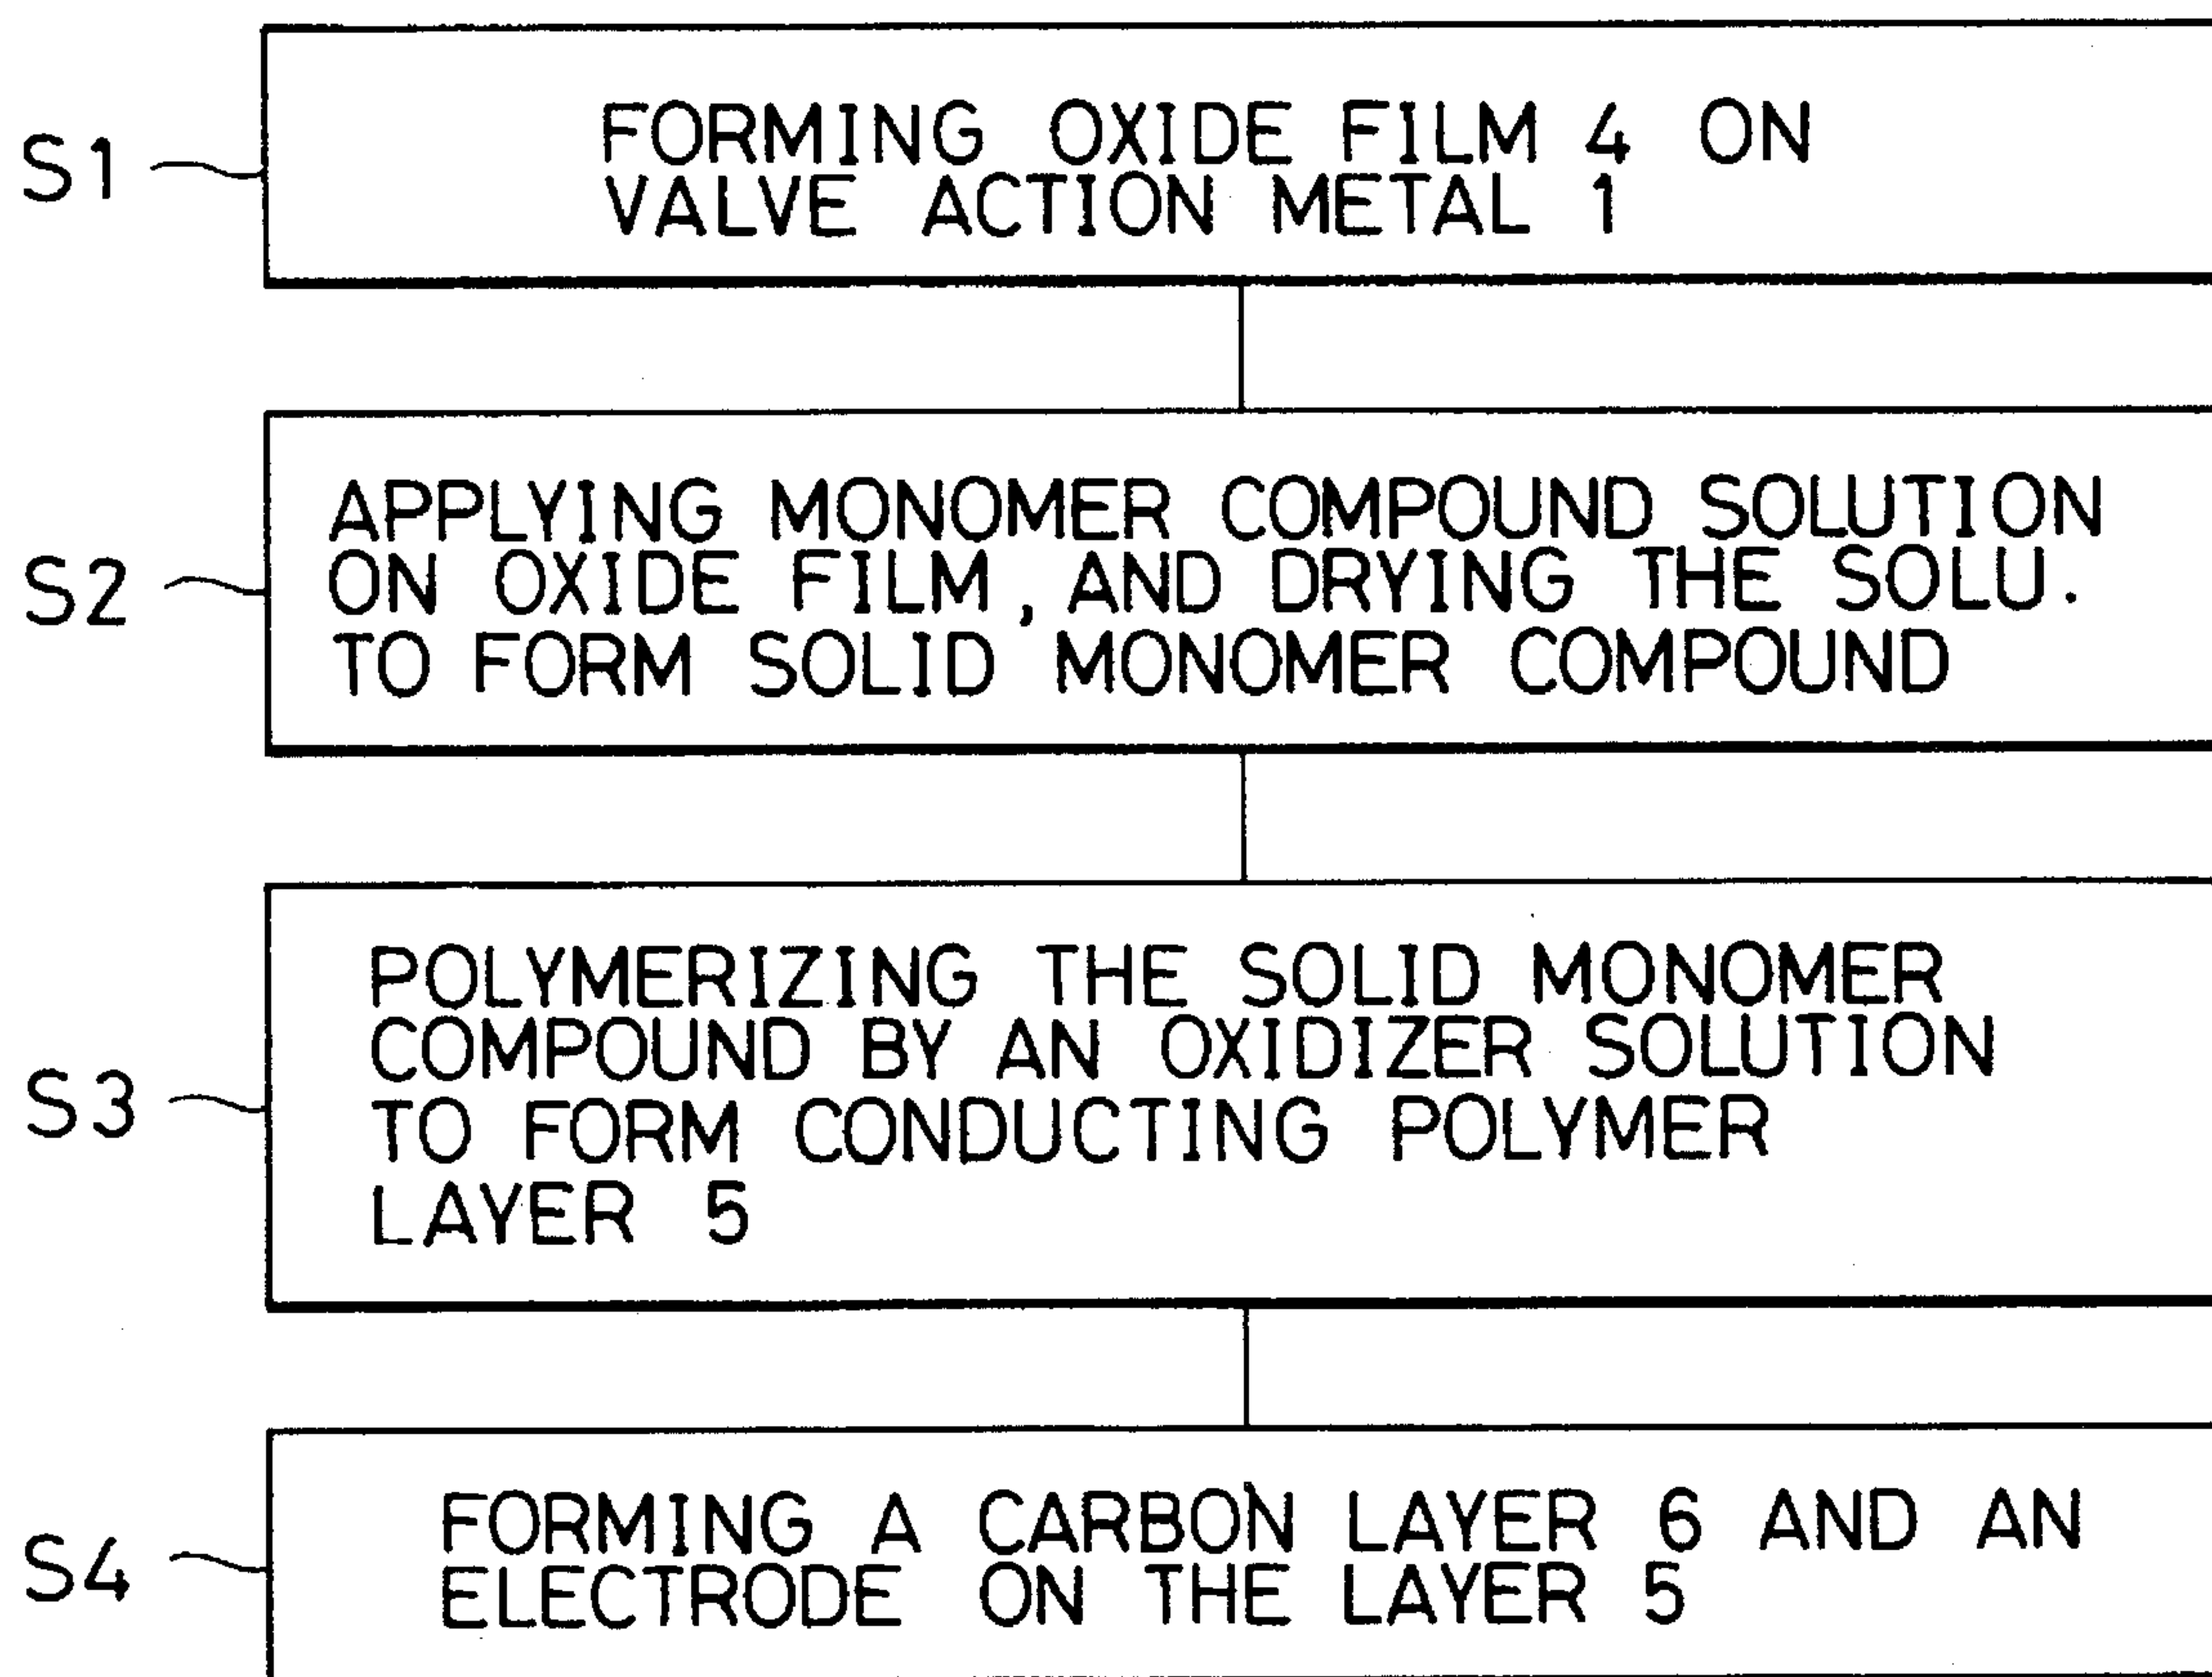 S1
FORMING OXIDE FILM 4 ON
VALVE ACTION METAL 1
S2
APPLYING MONOMER COMPOUND SOLUTION
ON OXIDE FILM, AND DRYING THE SOLU.
TO FORM SOLID MONOMER COMPOUND
S3
POLYMERIZING THE SOLID MONOMER
COMPOUND BY AN OXIDIZER SOLUTION
TO FORM CONDUCTING POLYMER
LAYER 5
S4
FORMING A CARBON LAYER 6 AND AN
ELECTRODE ON THE LAYER 5